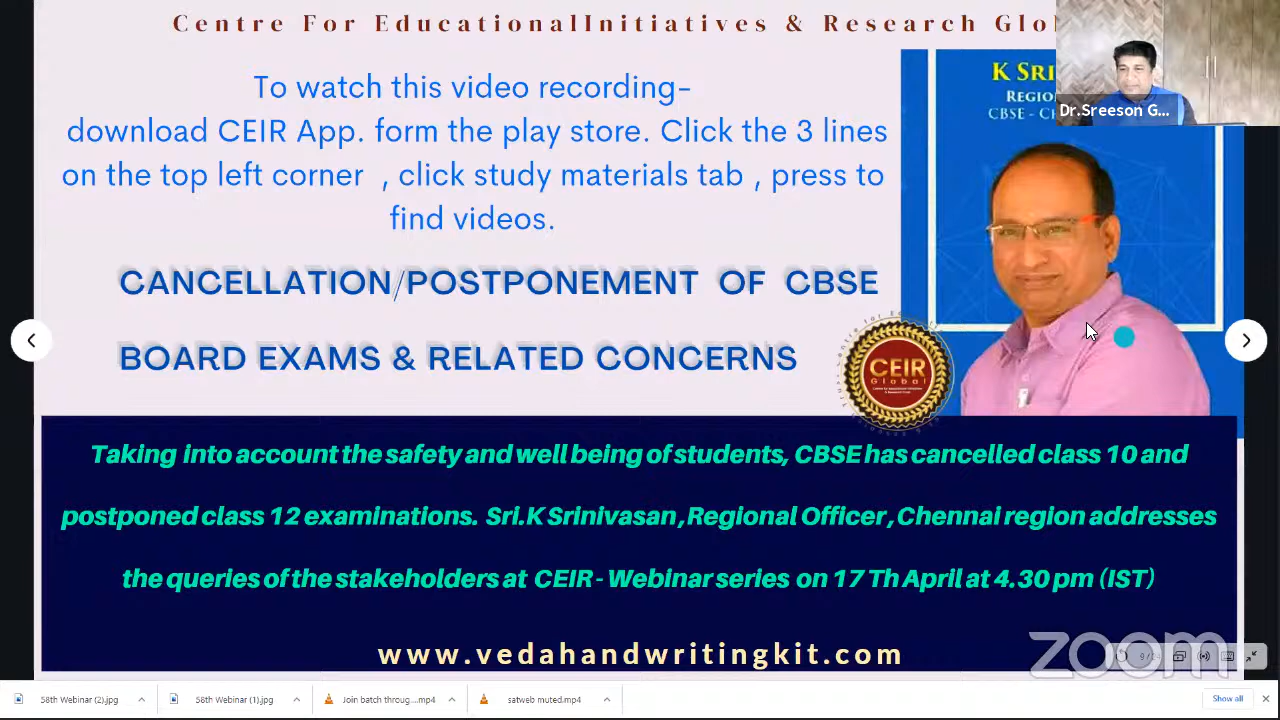 Centre For EducationalInitiatives & Research Glo
K SRI
REGIO
CBSE - CH
Dr.Sreeson G...
To watch this video recording-
download CEIR App. form the play store. Click the 3 lines
on the top left corner , click study materials tab , press to
find videos.
CANCELLATION/POSTPONEMENT OF CBSE
BOARD EXAMS & RELATED CONCERNS
CEIR
Global
Taking into account the safety and well being of students, CBSE has cancelled class 10 and
postponed class 12 examinations. Sri.K Srinivasan ,Regional Officer , Chennai region addresses
the queries of the stakeholders at CEIR - Webinar series on 17 Th April at 4.30 pm (IST)
www.vedahandwritingkit.com
zoom
58th Webinar (2).jpg
58th Webinar (1).jpg
Join batch throug....mp4
satweb muted.mp4
Show all